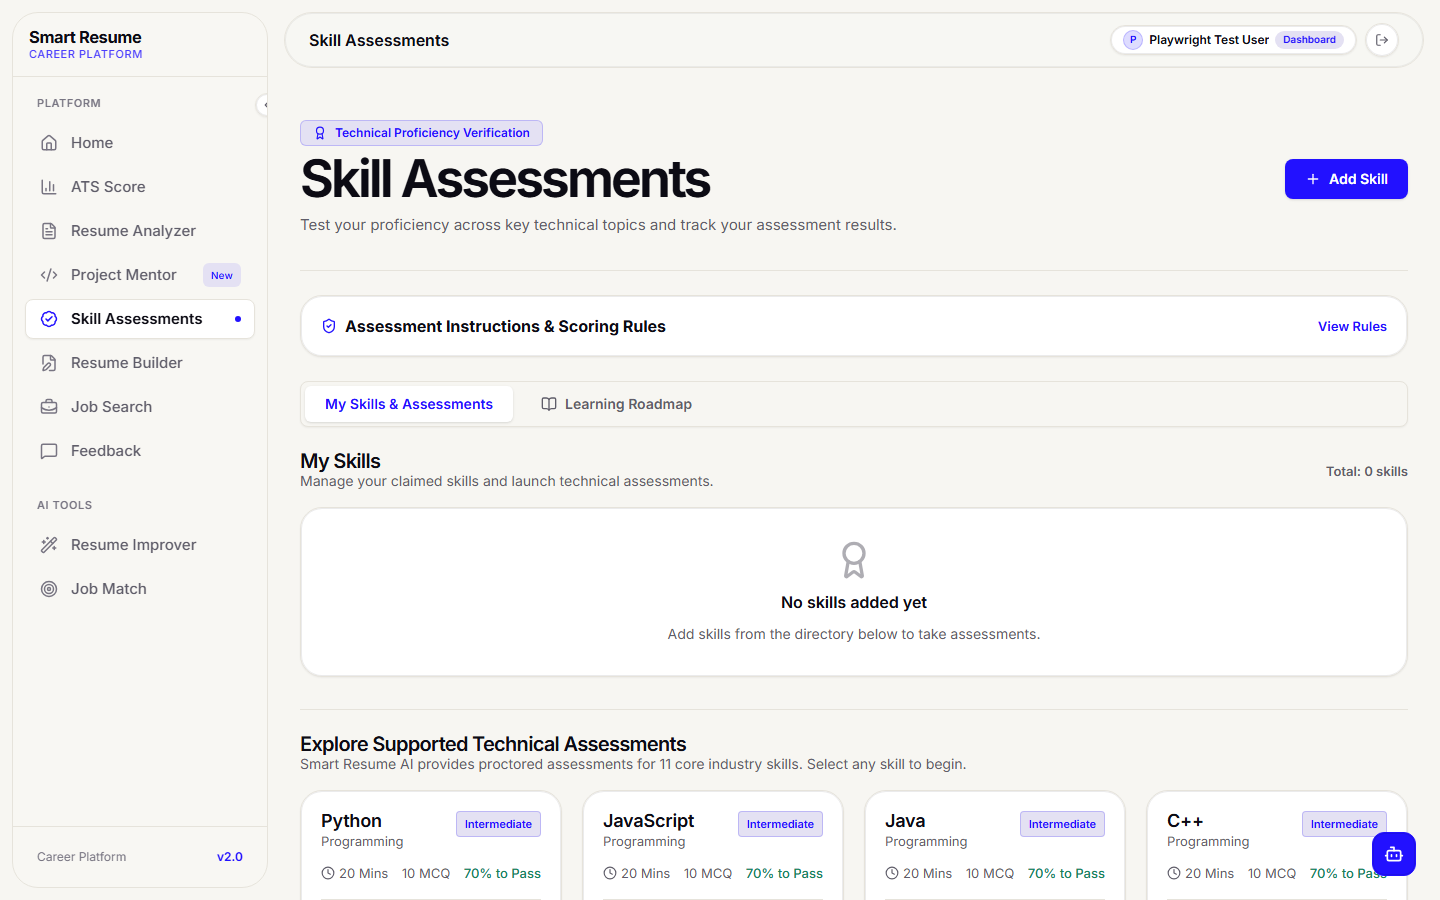 Smart Resume
CAREER PLATFORM
PLATFORM
Home
ATS Score
Resume Analyzer
Project Mentor New
Skill Assessments
Resume Builder
Job Search
Feedback
AI TOOLS
Resume Improver
Job Match
Career Platform v2.0
Skill Assessments
P Playwright Test User Dashboard
Technical Proficiency Verification
Skill Assessments
Test your proficiency across key technical topics and track your assessment results.
+ Add Skill
Assessment Instructions & Scoring Rules
View Rules
My Skills & Assessments
Learning Roadmap
My Skills
Manage your claimed skills and launch technical assessments.
Total: 0 skills
No skills added yet
Add skills from the directory below to take assessments.
Explore Supported Technical Assessments
Smart Resume AI provides proctored assessments for 11 core industry skills. Select any skill to begin.
Python Intermediate
Programming
20 Mins 10 MCQ 70% to Pass
JavaScript Intermediate
Programming
20 Mins 10 MCQ 70% to Pass
Java Intermediate
Programming
20 Mins 10 MCQ 70% to Pass
C++ Intermediate
Programming
20 Mins 10 MCQ 70% to Pass